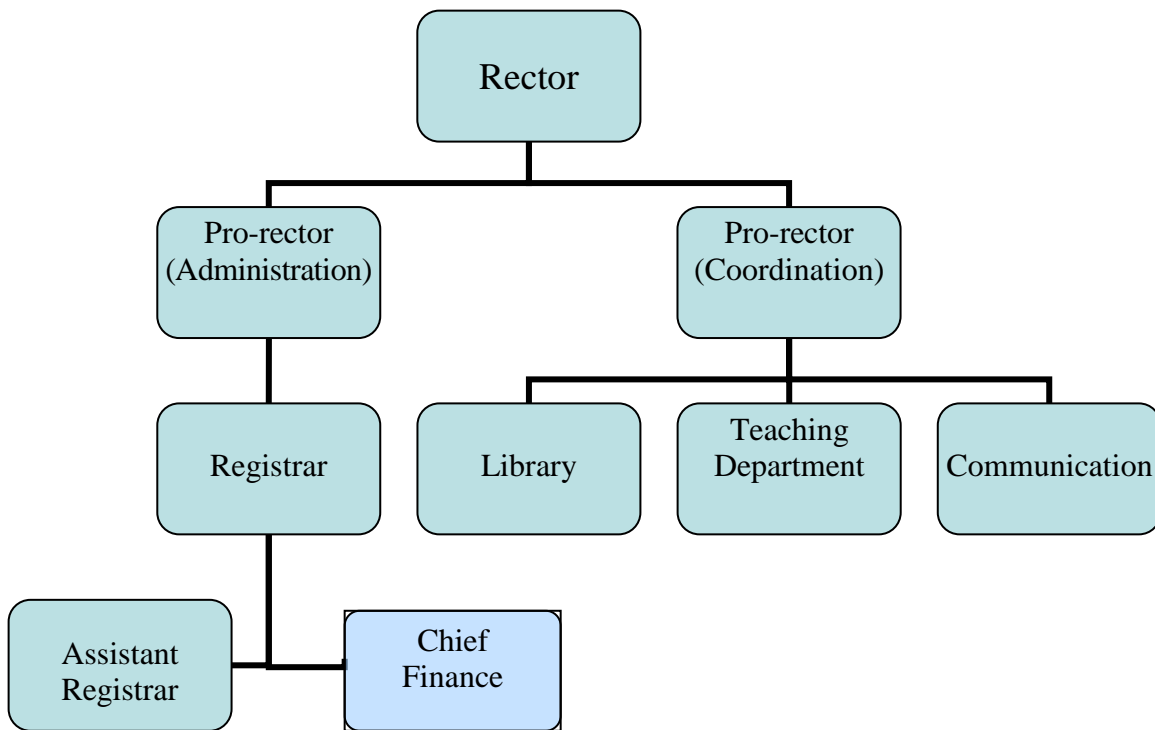 Rector
Pro-rector
(Administration)
Pro-rector
(Coordination)
Registrar
Library
Teaching
Department
Communication
Assistant
Registrar
Chief
Finance